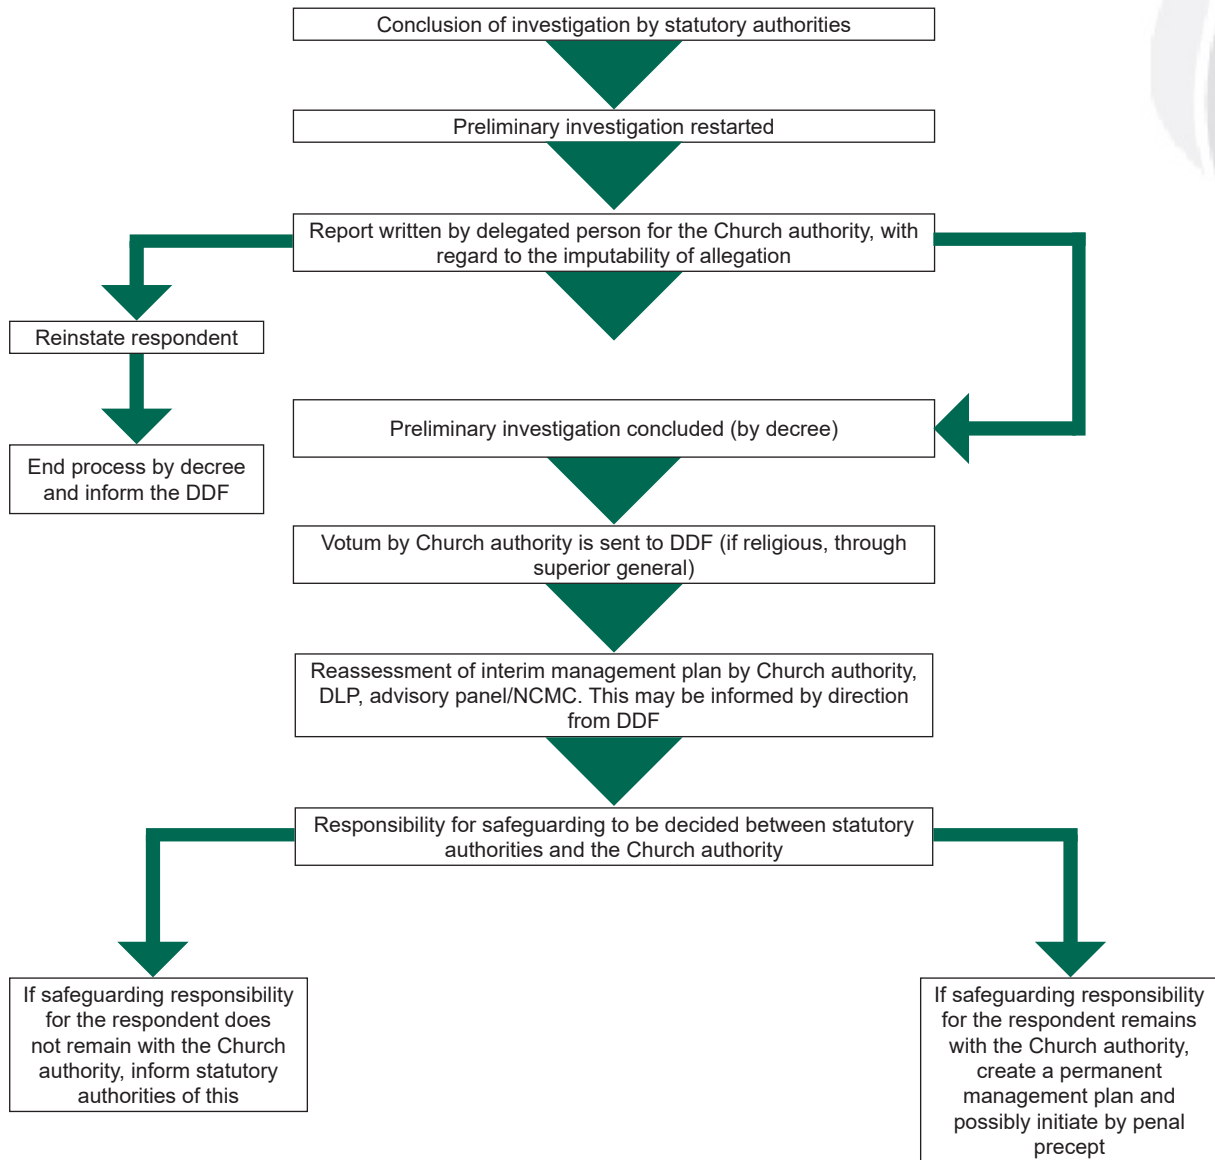 Conclusion of investigation by statutory authorities
Preliminary investigation restarted
Report written by delegated person for the Church authority, with
regard to the imputability of allegation
Reinstate respondent
End process by decree
and inform the DDF
Preliminary investigation concluded (by decree)
Votum by Church authority is sent to DDF (if religious, through
superior general)
Reassessment of interim management plan by Church authority,
DLP, advisory panel/NCMC. This may be informed by direction
from DDF
Responsibility for safeguarding to be decided between statutory
authorities and the Church authority
If safeguarding responsibility
for the respondent does
not remain with the Church
authority, inform statutory
authorities of this
If safeguarding responsibility
for the respondent remains
with the Church authority,
create a permanent
management plan and
possibly initiate by penal
precept